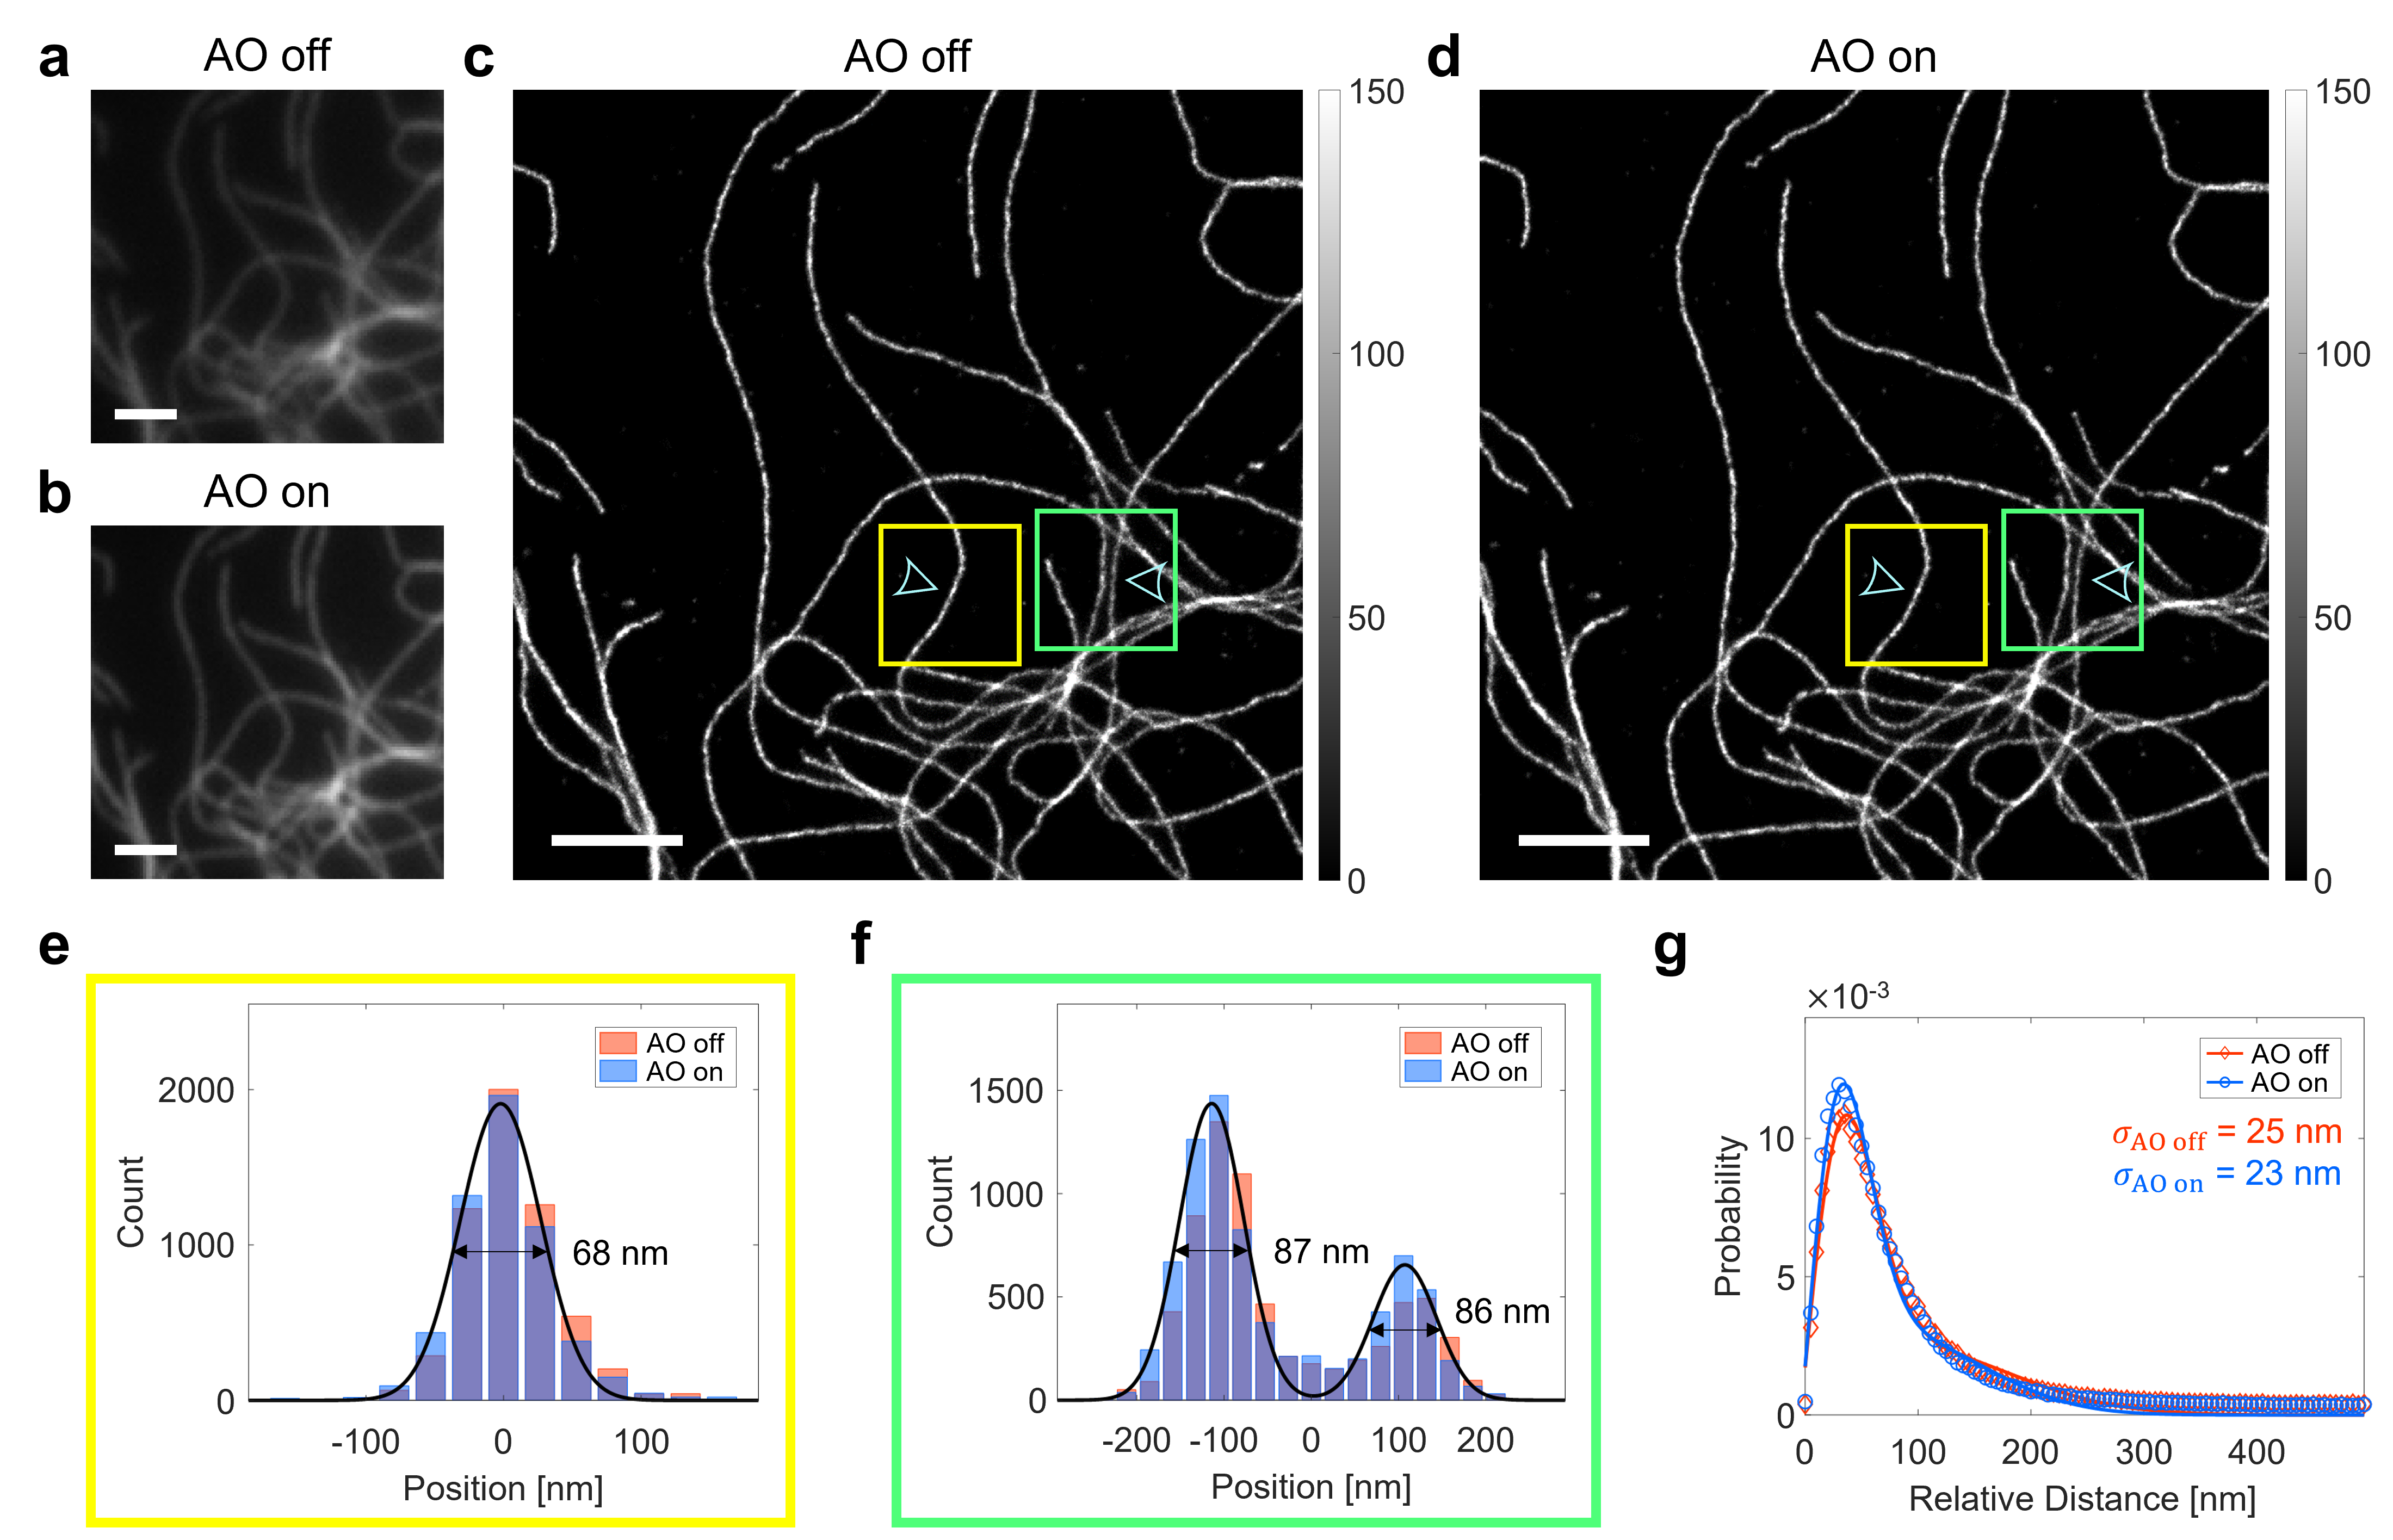 a
AO off
b
AO on
c
AO off
150
100
50
0
d
AO on
150
100
50
0
e
AO off
AO on
2000
1000
0
Count
68 nm
-100
0
100
Position [nm]
f
AO off
AO on
1500
1000
500
0
Count
87 nm
86 nm
-200
-100
0
100
200
Position [nm]
g
×10-3
AO off
AO on
σAO off = 25 nm
σAO on = 23 nm
10
5
0
Probability
0
100
200
300
400
Relative Distance [nm]